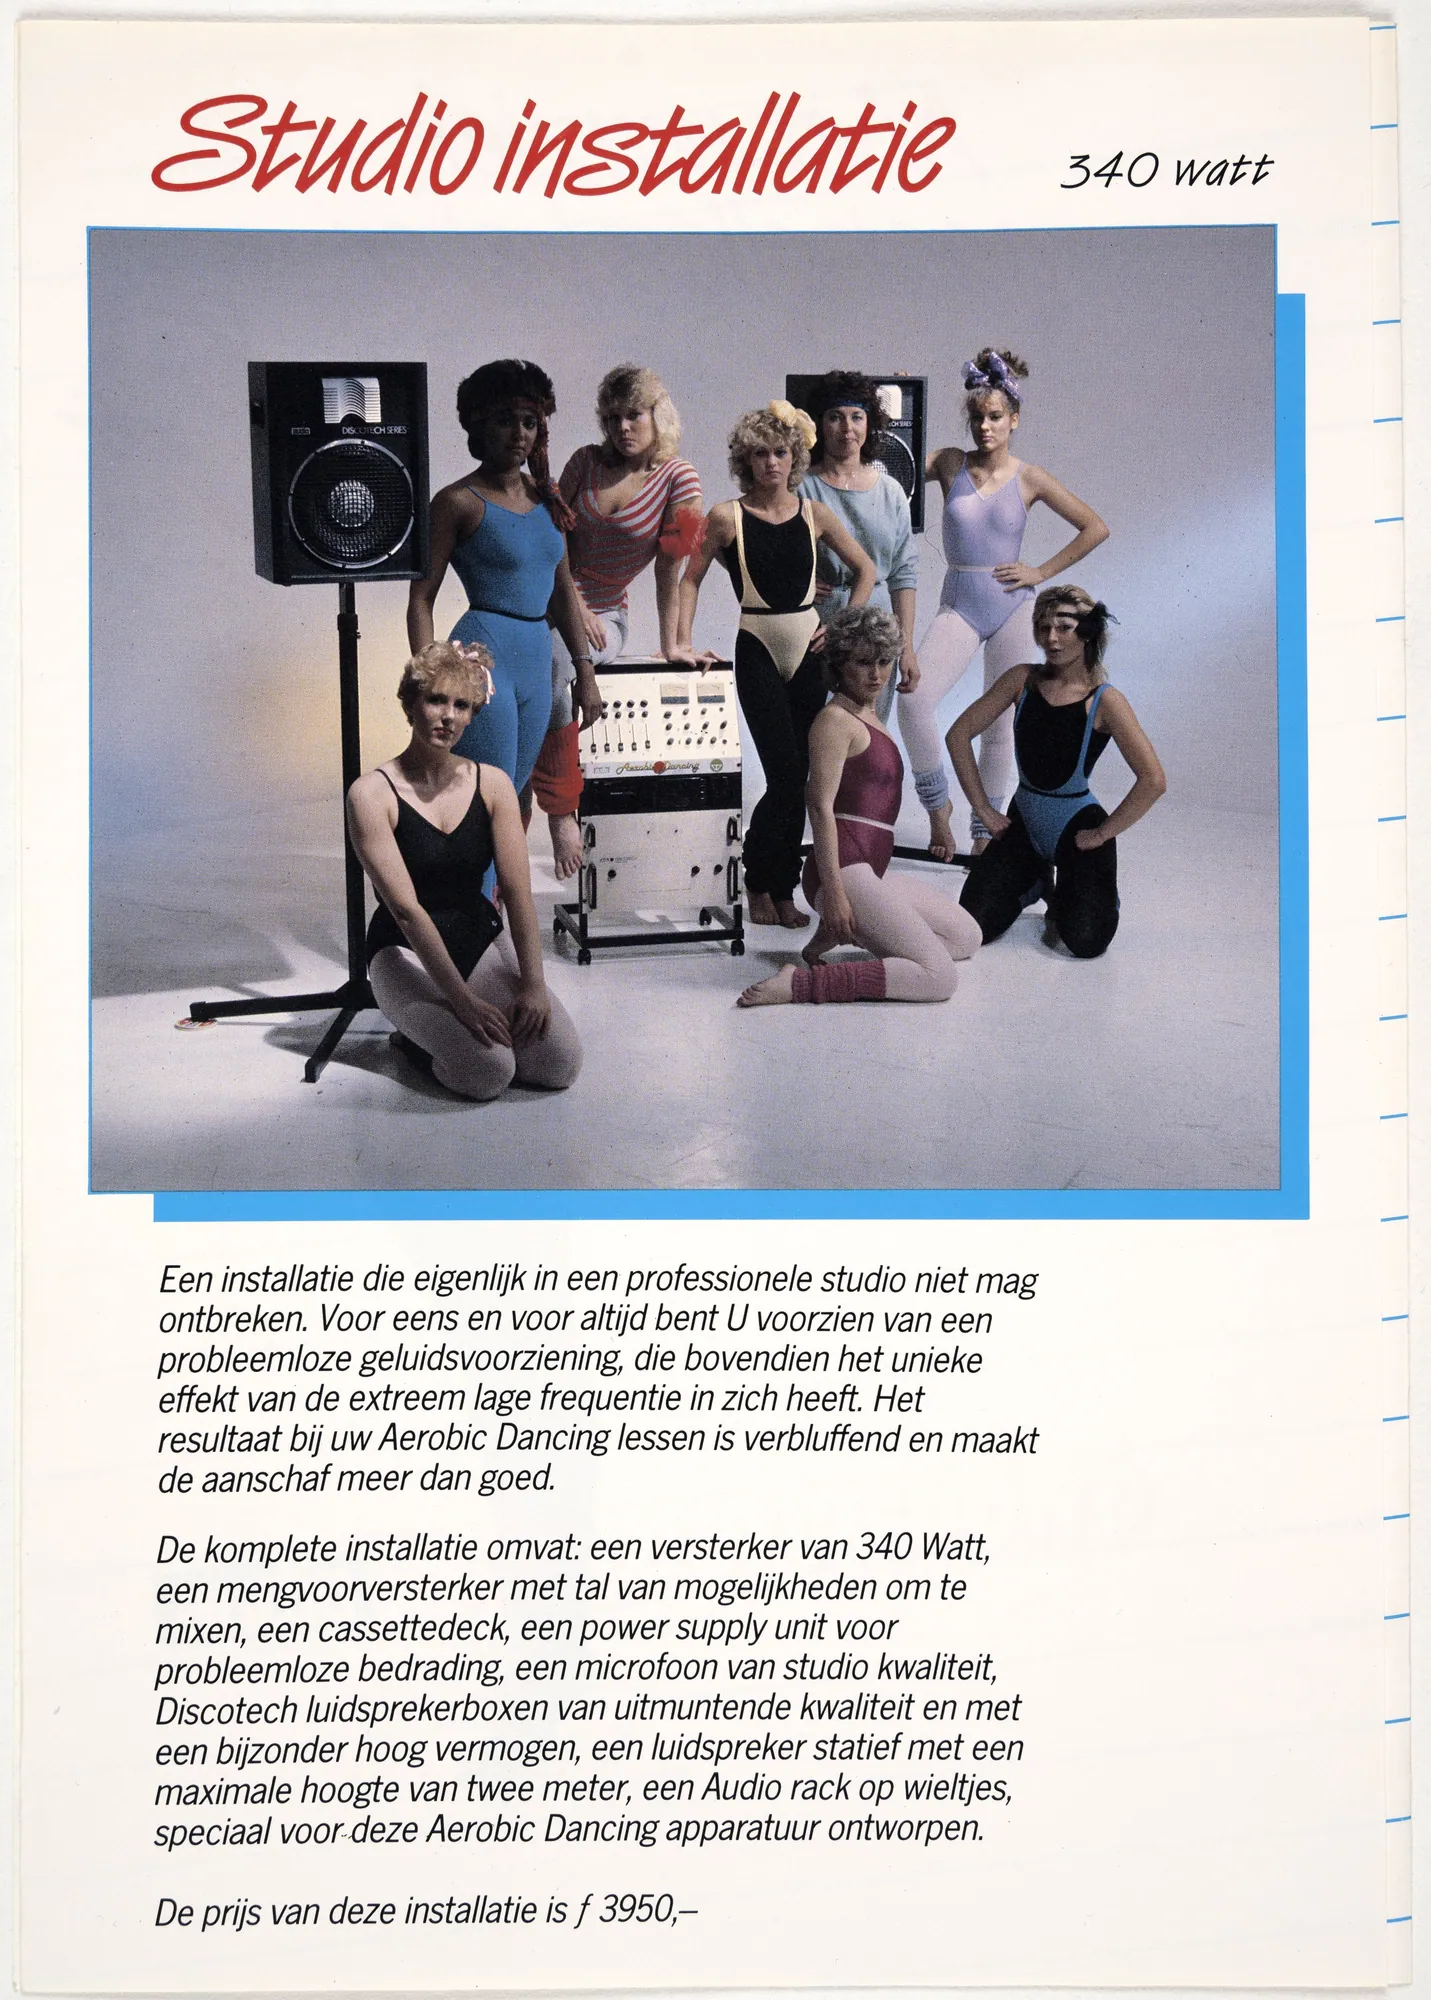 Studio installatie
340 watt
DISCOTECH SERIES
CH SERIES
Aerobic Dancing
Een installatie die eigenlijk in een professionele studio niet mag
ontbreken. Voor eens en voor altijd bent U voorzien van een
probleemloze geluidsvoorziening, die bovendien het unieke
effekt van de extreem lage frequentie in zich heeft. Het
resultaat bij uw Aerobic Dancing lessen is verbluffend en maakt
de aanschaf meer dan goed.
De komplete installatie omvat: een versterker van 340 Watt,
een mengvoorversterker met tal van mogelijkheden om te
mixen, een cassettedeck, een power supply unit voor
probleemloze bedrading, een microfoon van studio kwaliteit,
Discotech luidsprekerboxen van uitmuntende kwaliteit en met
een bijzonder hoog vermogen, een luidspreker statief met een
maximale hoogte van twee meter, een Audio rack op wieltjes,
speciaal voor deze Aerobic Dancing apparatuur ontworpen.
De prijs van deze installatie is ƒ 3950,–